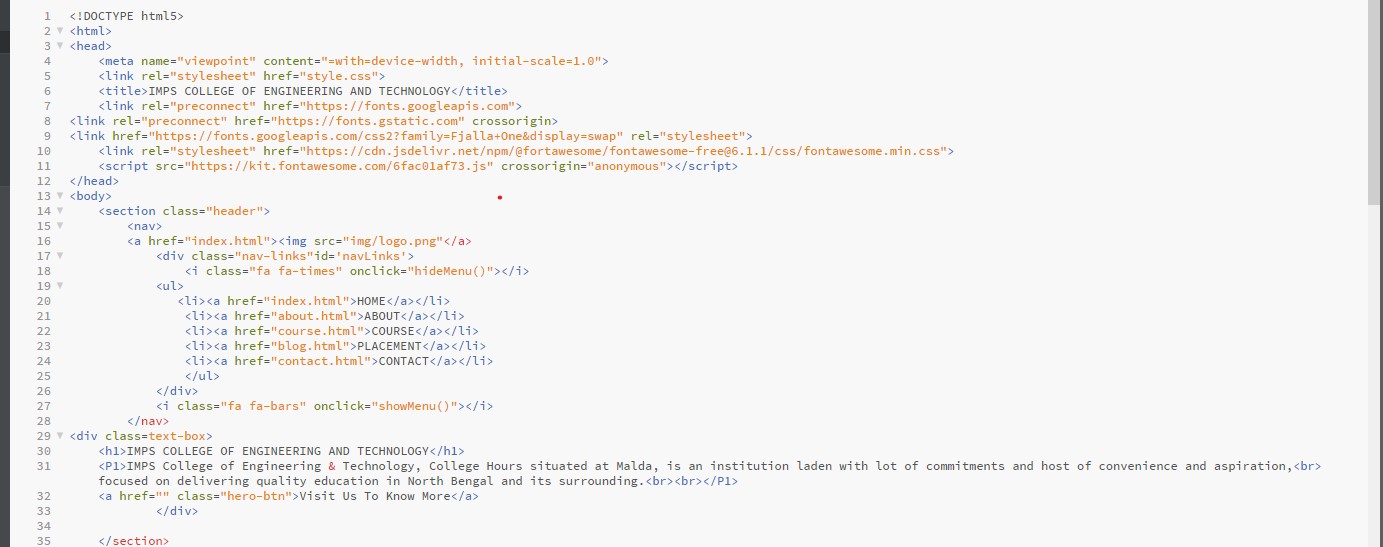 1 <!DOCTYPE html5>
2 <html>
3 <head>
4 <meta name="viewpoint" content="=with=device-width, initial-scale=1.0">
5 <link rel="stylesheet" href="style.css">
6 <title>IMPS COLLEGE OF ENGINEERING AND TECHNOLOGY</title>
7 <link rel="preconnect" href="https://fonts.googleapis.com">
8 <link rel="preconnect" href="https://fonts.gstatic.com" crossorigin>
9 <link href="https://fonts.googleapis.com/css2?family=Fjalla+One&display=swap" rel="stylesheet">
10 <link rel="stylesheet" href="https://cdn.jsdelivr.net/npm/@fortawesome/fontawesome-free@6.1.1/css/fontawesome.min.css">
11 <script src="https://kit.fontawesome.com/6fac01af73.js" crossorigin="anonymous"></script>
12 </head>
13 <body>
14 <section class="header">
15 <nav>
16 <a href="index.html"><img src="img/logo.png"</a>
17 <div class="nav-links"id='navLinks'>
18 <i class="fa fa-times" onclick="hideMenu()"></i>
19 <ul>
20 <li><a href="index.html">HOME</a></li>
21 <li><a href="about.html">ABOUT</a></li>
22 <li><a href="course.html">COURSE</a></li>
23 <li><a href="blog.html">PLACEMENT</a></li>
24 <li><a href="contact.html">CONTACT</a></li>
25 </ul>
26 </div>
27 <i class="fa fa-bars" onclick="showMenu()"></i>
28 </nav>
29 <div class=text-box>
30 <h1>IMPS COLLEGE OF ENGINEERING AND TECHNOLOGY</h1>
31 <P1>IMPS College of Engineering & Technology, College Hours situated at Malda, is an institution laden with lot of commitments and host of convenience and aspiration,<br>
focused on delivering quality education in North Bengal and its surrounding.<br><br></P1>
32 <a href="" class="hero-btn">Visit Us To Know More</a>
33 </div>
34
35 </section>